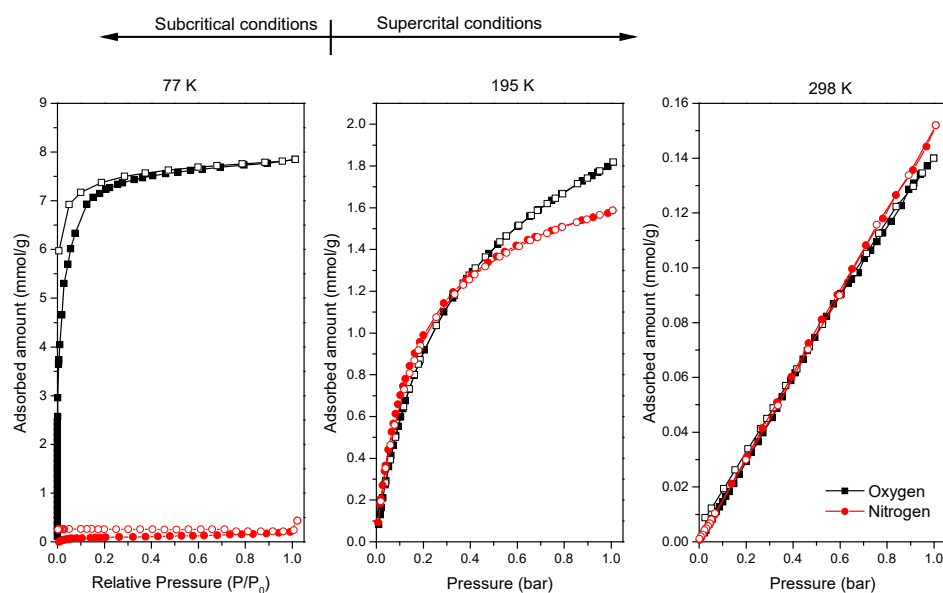 Subcritical conditions Supercrital conditions
77 K
9
8
7
6
5
4
3
2
1
0
0.0 0.2 0.4 0.6 0.8 1.0
Adsorbed amount (mmol/g)
Relative Pressure (P/P0)
195 K
2.0
1.8
1.6
1.4
1.2
1.0
0.8
0.6
0.4
0.2
0.0
0.0 0.2 0.4 0.6 0.8 1.0
Adsorbed amount (mmol/g)
Pressure (bar)
298 K
0.16
0.14
0.12
0.10
0.08
0.06
0.04
0.02
0.00
0.0 0.2 0.4 0.6 0.8 1.0
Adsorbed amount (mmol/g)
Pressure (bar)
Oxygen
Nitrogen